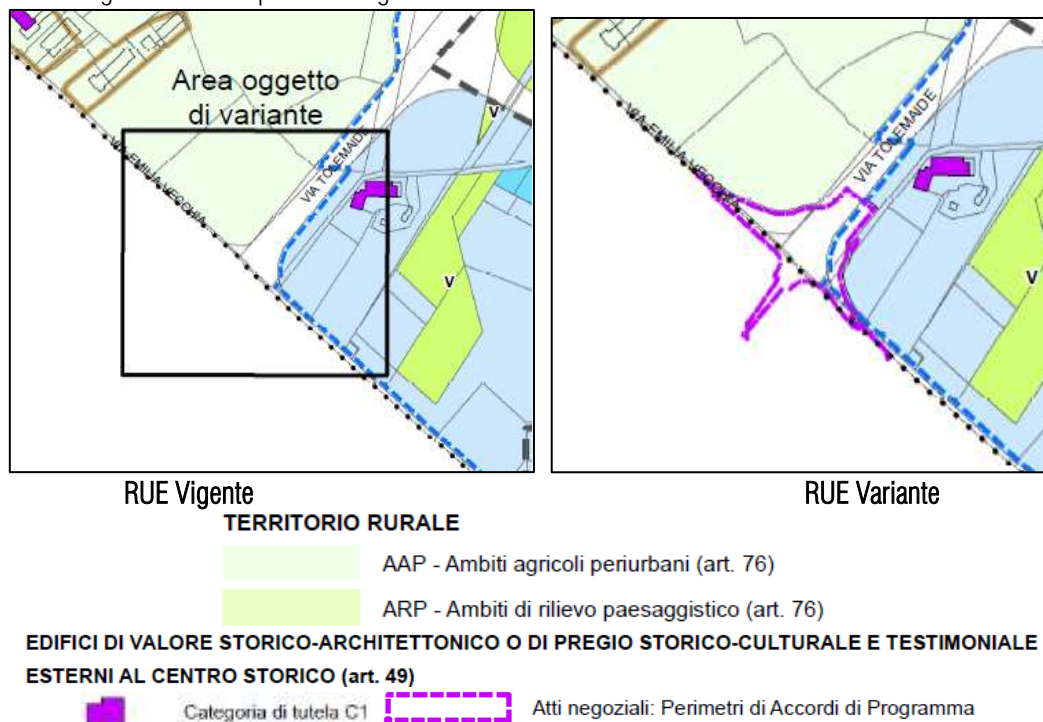 Area oggetto
di variante
VIA EMILIA VECCHIA
VIA TOLEMAIDE
V
V
VIA EMILIA VECCHIA
VIA TOLEMAIDE
V
RUE Vigente
RUE Variante
TERRITORIO RURALE
AAP - Ambiti agricoli periurbani (art. 76)
ARP - Ambiti di rilievo paesaggistico (art. 76)
EDIFICI DI VALORE STORICO-ARCHITETTONICO O DI PREGIO STORICO-CULTURALE E TESTIMONIALE
ESTERNI AL CENTRO STORICO (art. 49)
Categoria di tutela C1
Atti negoziali: Perimetri di Accordi di Programma